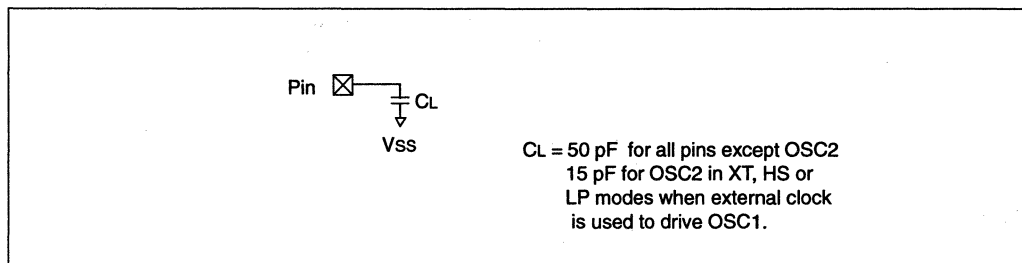 Pin
CL
VSS
CL = 50 pF for all pins except OSC2
15 pF for OSC2 in XT, HS or
LP modes when external clock
is used to drive OSC1.